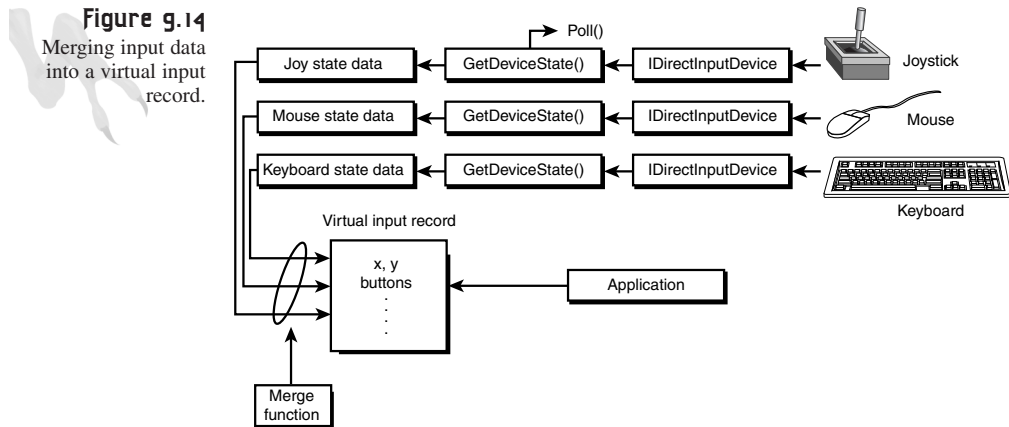 Figure 9.14
Merging input data
into a virtual input
record.
Poll()
Joy state data
GetDeviceState()
IDirectInputDevice
Joystick
Mouse state data
GetDeviceState()
IDirectInputDevice
Mouse
Keyboard state data
GetDeviceState()
IDirectInputDevice
Keyboard
Virtual input record
x, y
buttons
.
.
.
.
Application
Merge
function